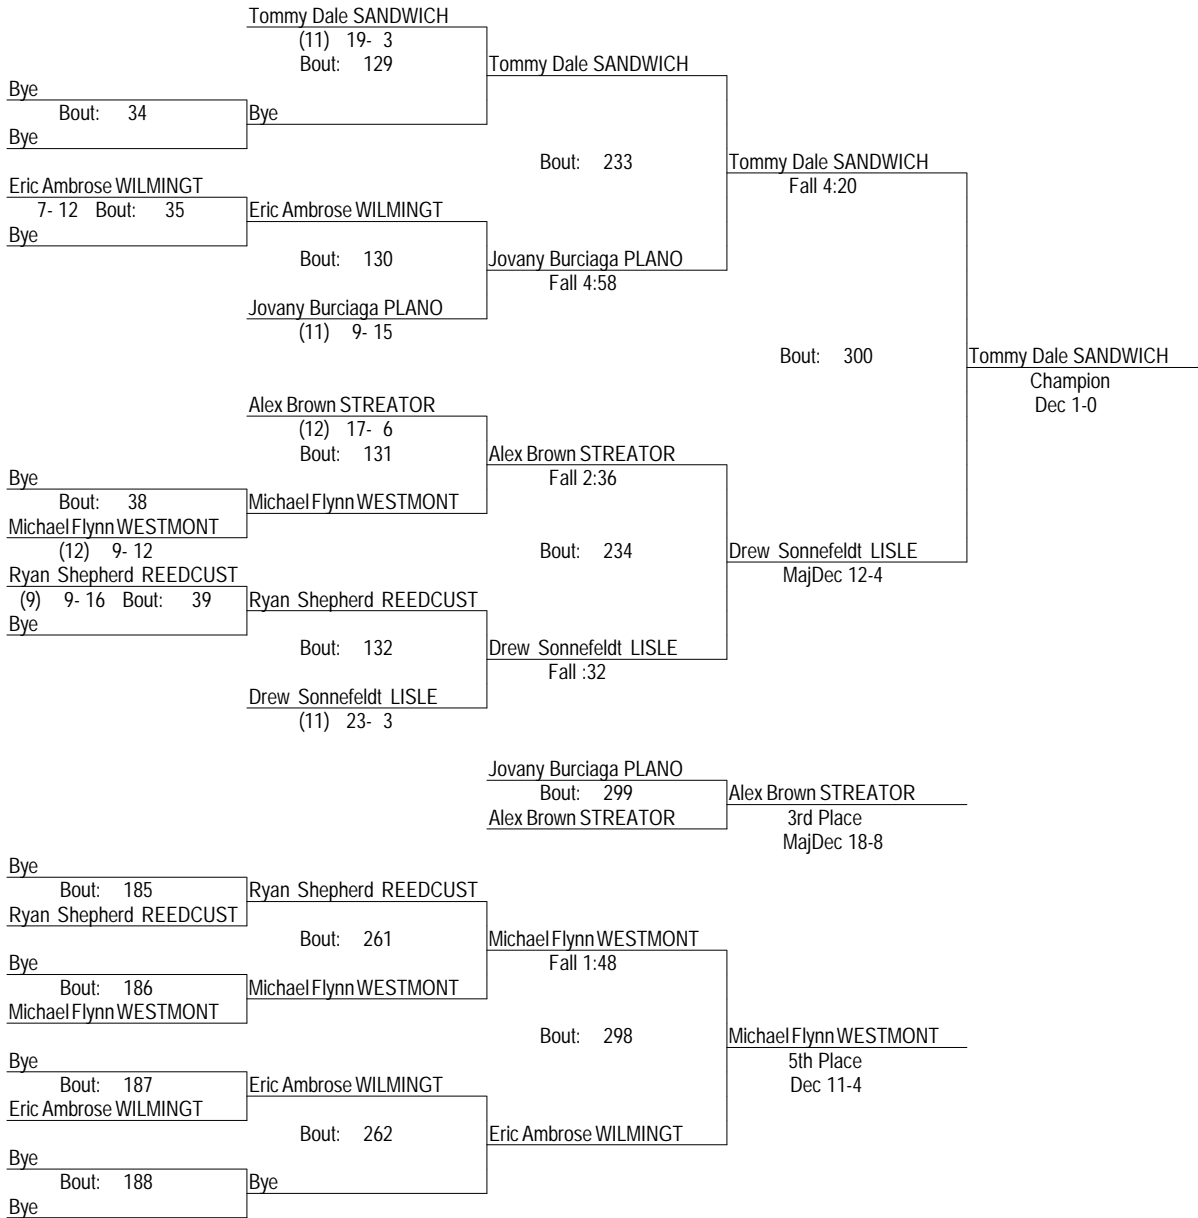 Tommy Dale SANDWICH
(11) 19- 3
Bout: 129
Tommy Dale SANDWICH
Bye
Bout: 34
Bye
Bye
Bout: 233
Tommy Dale SANDWICH
Fall 4:20
Eric Ambrose WILMINGT
7- 12 Bout: 35
Eric Ambrose WILMINGT
Bye
Bout: 130
Jovany Burciaga PLANO
Fall 4:58
Jovany Burciaga PLANO
(11) 9- 15
Bout: 300
Tommy Dale SANDWICH
Champion
Dec 1-0
Alex Brown STREATOR
(12) 17- 6
Bout: 131
Alex Brown STREATOR
Fall 2:36
Bye
Bout: 38
Michael Flynn WESTMONT
Michael Flynn WESTMONT
(12) 9- 12
Bout: 234
Drew Sonnefeldt LISLE
MajDec 12-4
Ryan Shepherd REEDCUST
(9) 9- 16 Bout: 39
Ryan Shepherd REEDCUST
Bye
Bout: 132
Drew Sonnefeldt LISLE
Fall :32
Drew Sonnefeldt LISLE
(11) 23- 3
Jovany Burciaga PLANO
Bout: 299
Alex Brown STREATOR
Alex Brown STREATOR
3rd Place
MajDec 18-8
Bye
Bout: 185
Ryan Shepherd REEDCUST
Ryan Shepherd REEDCUST
Bout: 261
Michael Flynn WESTMONT
Fall 1:48
Bye
Bout: 186
Michael Flynn WESTMONT
Michael Flynn WESTMONT
Bout: 298
Michael Flynn WESTMONT
5th Place
Dec 11-4
Bye
Bout: 187
Eric Ambrose WILMINGT
Eric Ambrose WILMINGT
Bout: 262
Eric Ambrose WILMINGT
Bye
Bout: 188
Bye
Bye